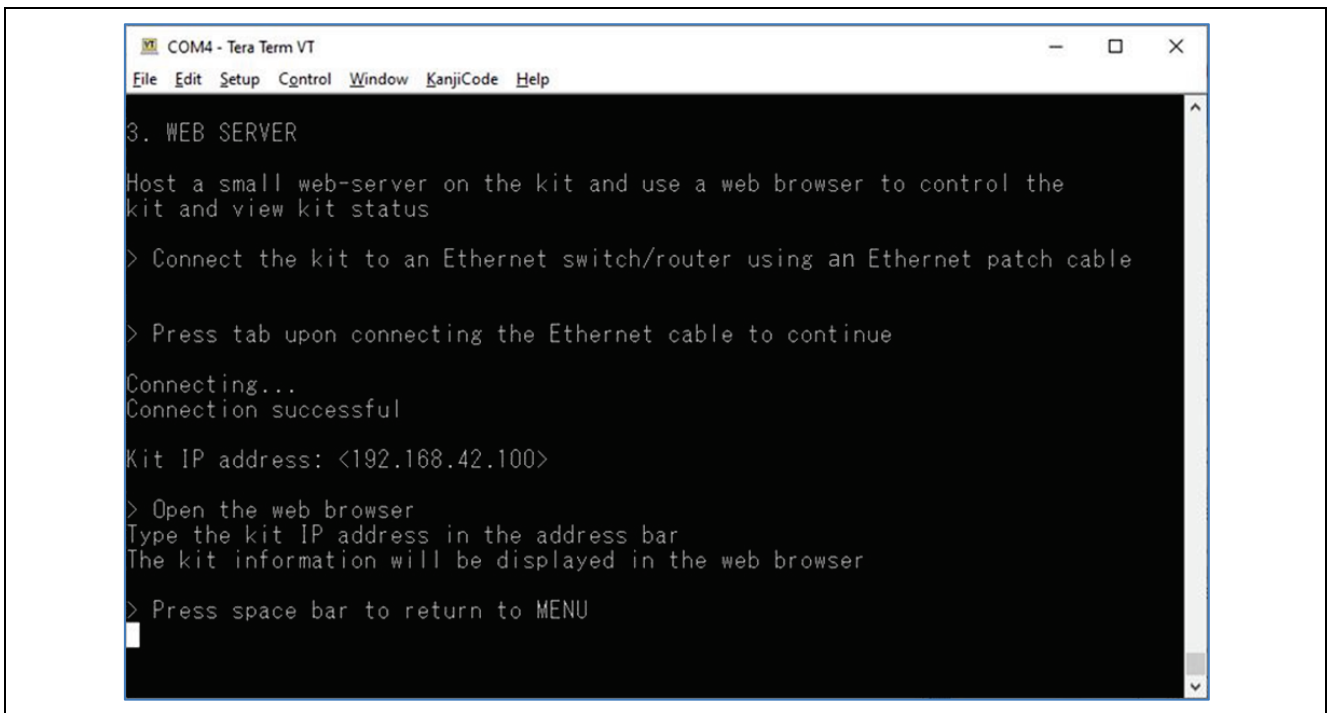 COM4 - Tera Term VT
File Edit Setup Control Window KanjiCode Help
3. WEB SERVER
Host a small web-server on the kit and use a web browser to control the
kit and view kit status
> Connect the kit to an Ethernet switch/router using an Ethernet patch cable
> Press tab upon connecting the Ethernet cable to continue
Connecting...
Connection successful
Kit IP address: <192.168.42.100>
> Open the web browser
Type the kit IP address in the address bar
The kit information will be displayed in the web browser
> Press space bar to return to MENU